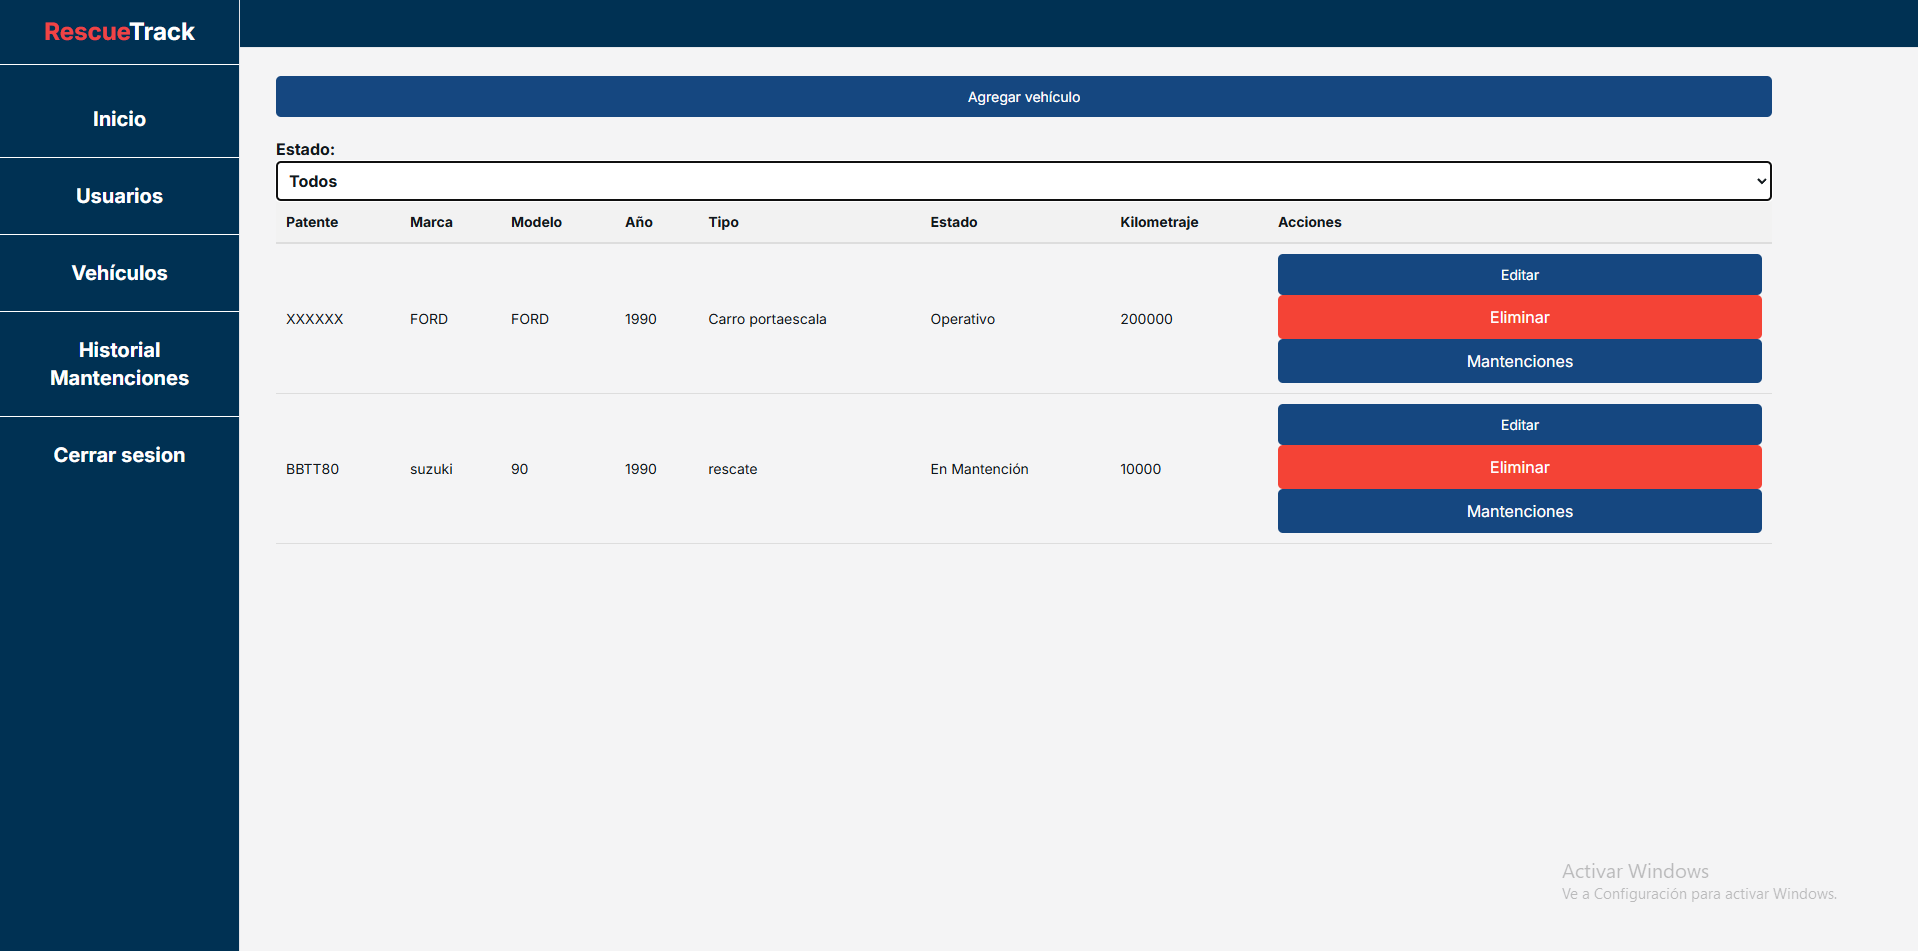 RescueTrack
Inicio
Usuarios
Vehículos
Historial
Mantenciones
Cerrar sesion
Agregar vehículo
Estado:
Todos
Patente Marca Modelo Año Tipo Estado Kilometraje Acciones
Editar
XXXXXX FORD FORD 1990 Carro portaescala Operativo 200000 Eliminar
Mantenciones
Editar
BBTT80 suzuki 90 1990 rescate En Mantención 10000 Eliminar
Mantenciones
Activar Windows
Ve a Configuración para activar Windows.